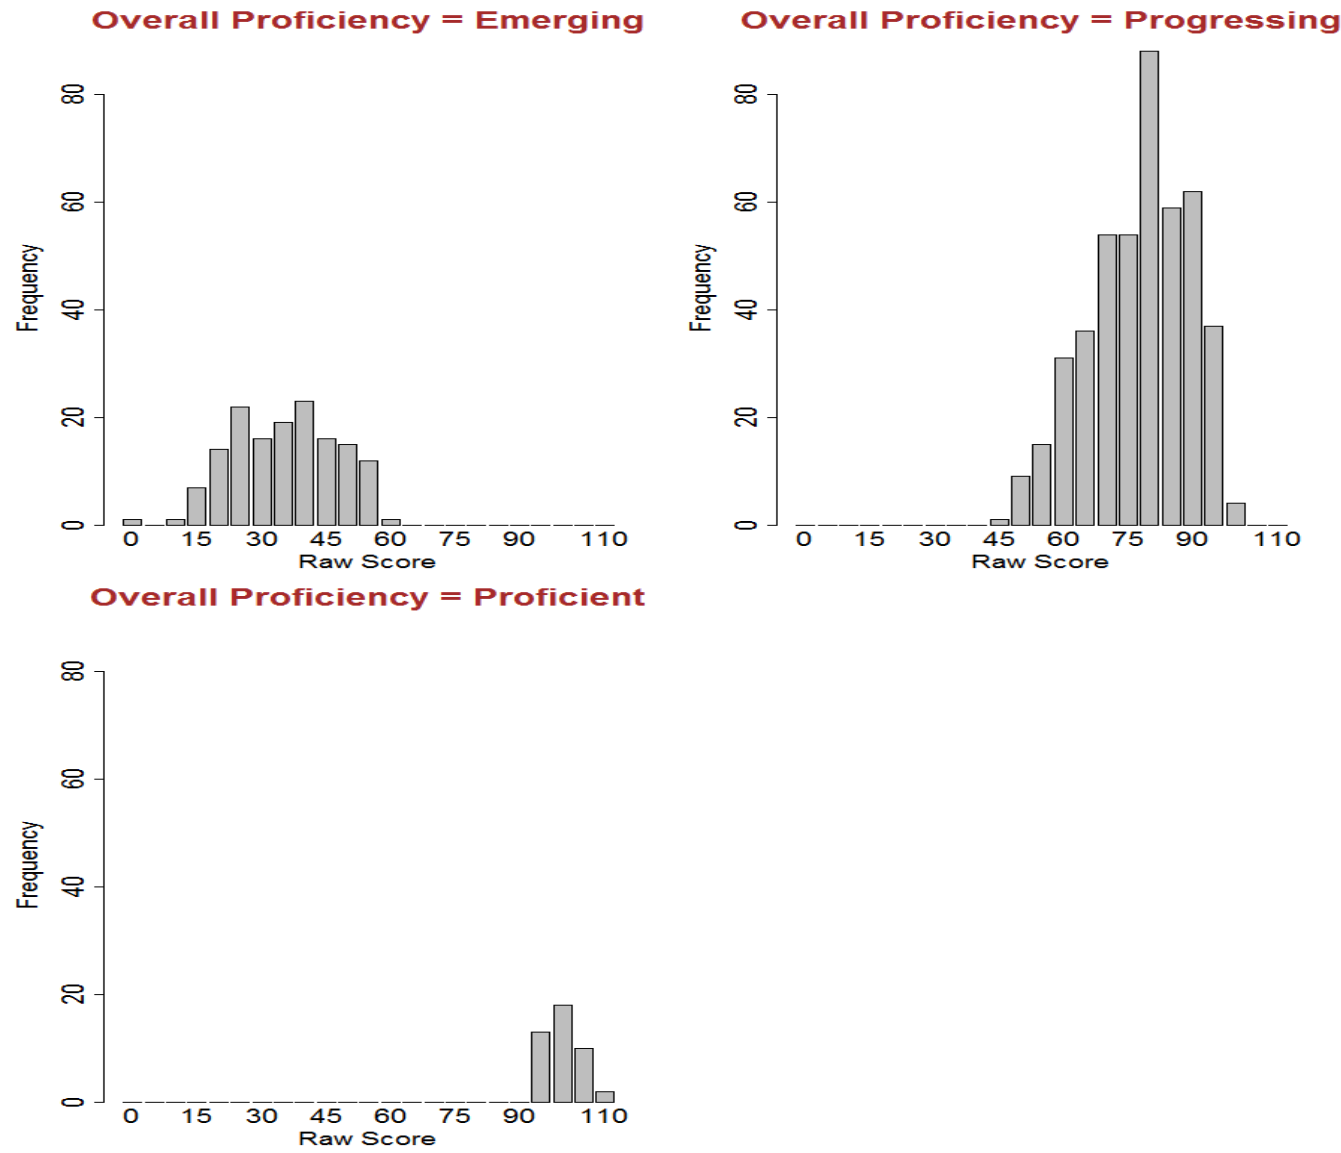 Overall Proficiency = Emerging
80
60
40
20
0
Frequency
0 15 30 45 60 75 90 110
Raw Score
Overall Proficiency = Progressing
80
60
40
20
0
Frequency
0 15 30 45 60 75 90 110
Raw Score
Overall Proficiency = Proficient
80
60
40
20
0
Frequency
0 15 30 45 60 75 90 110
Raw Score